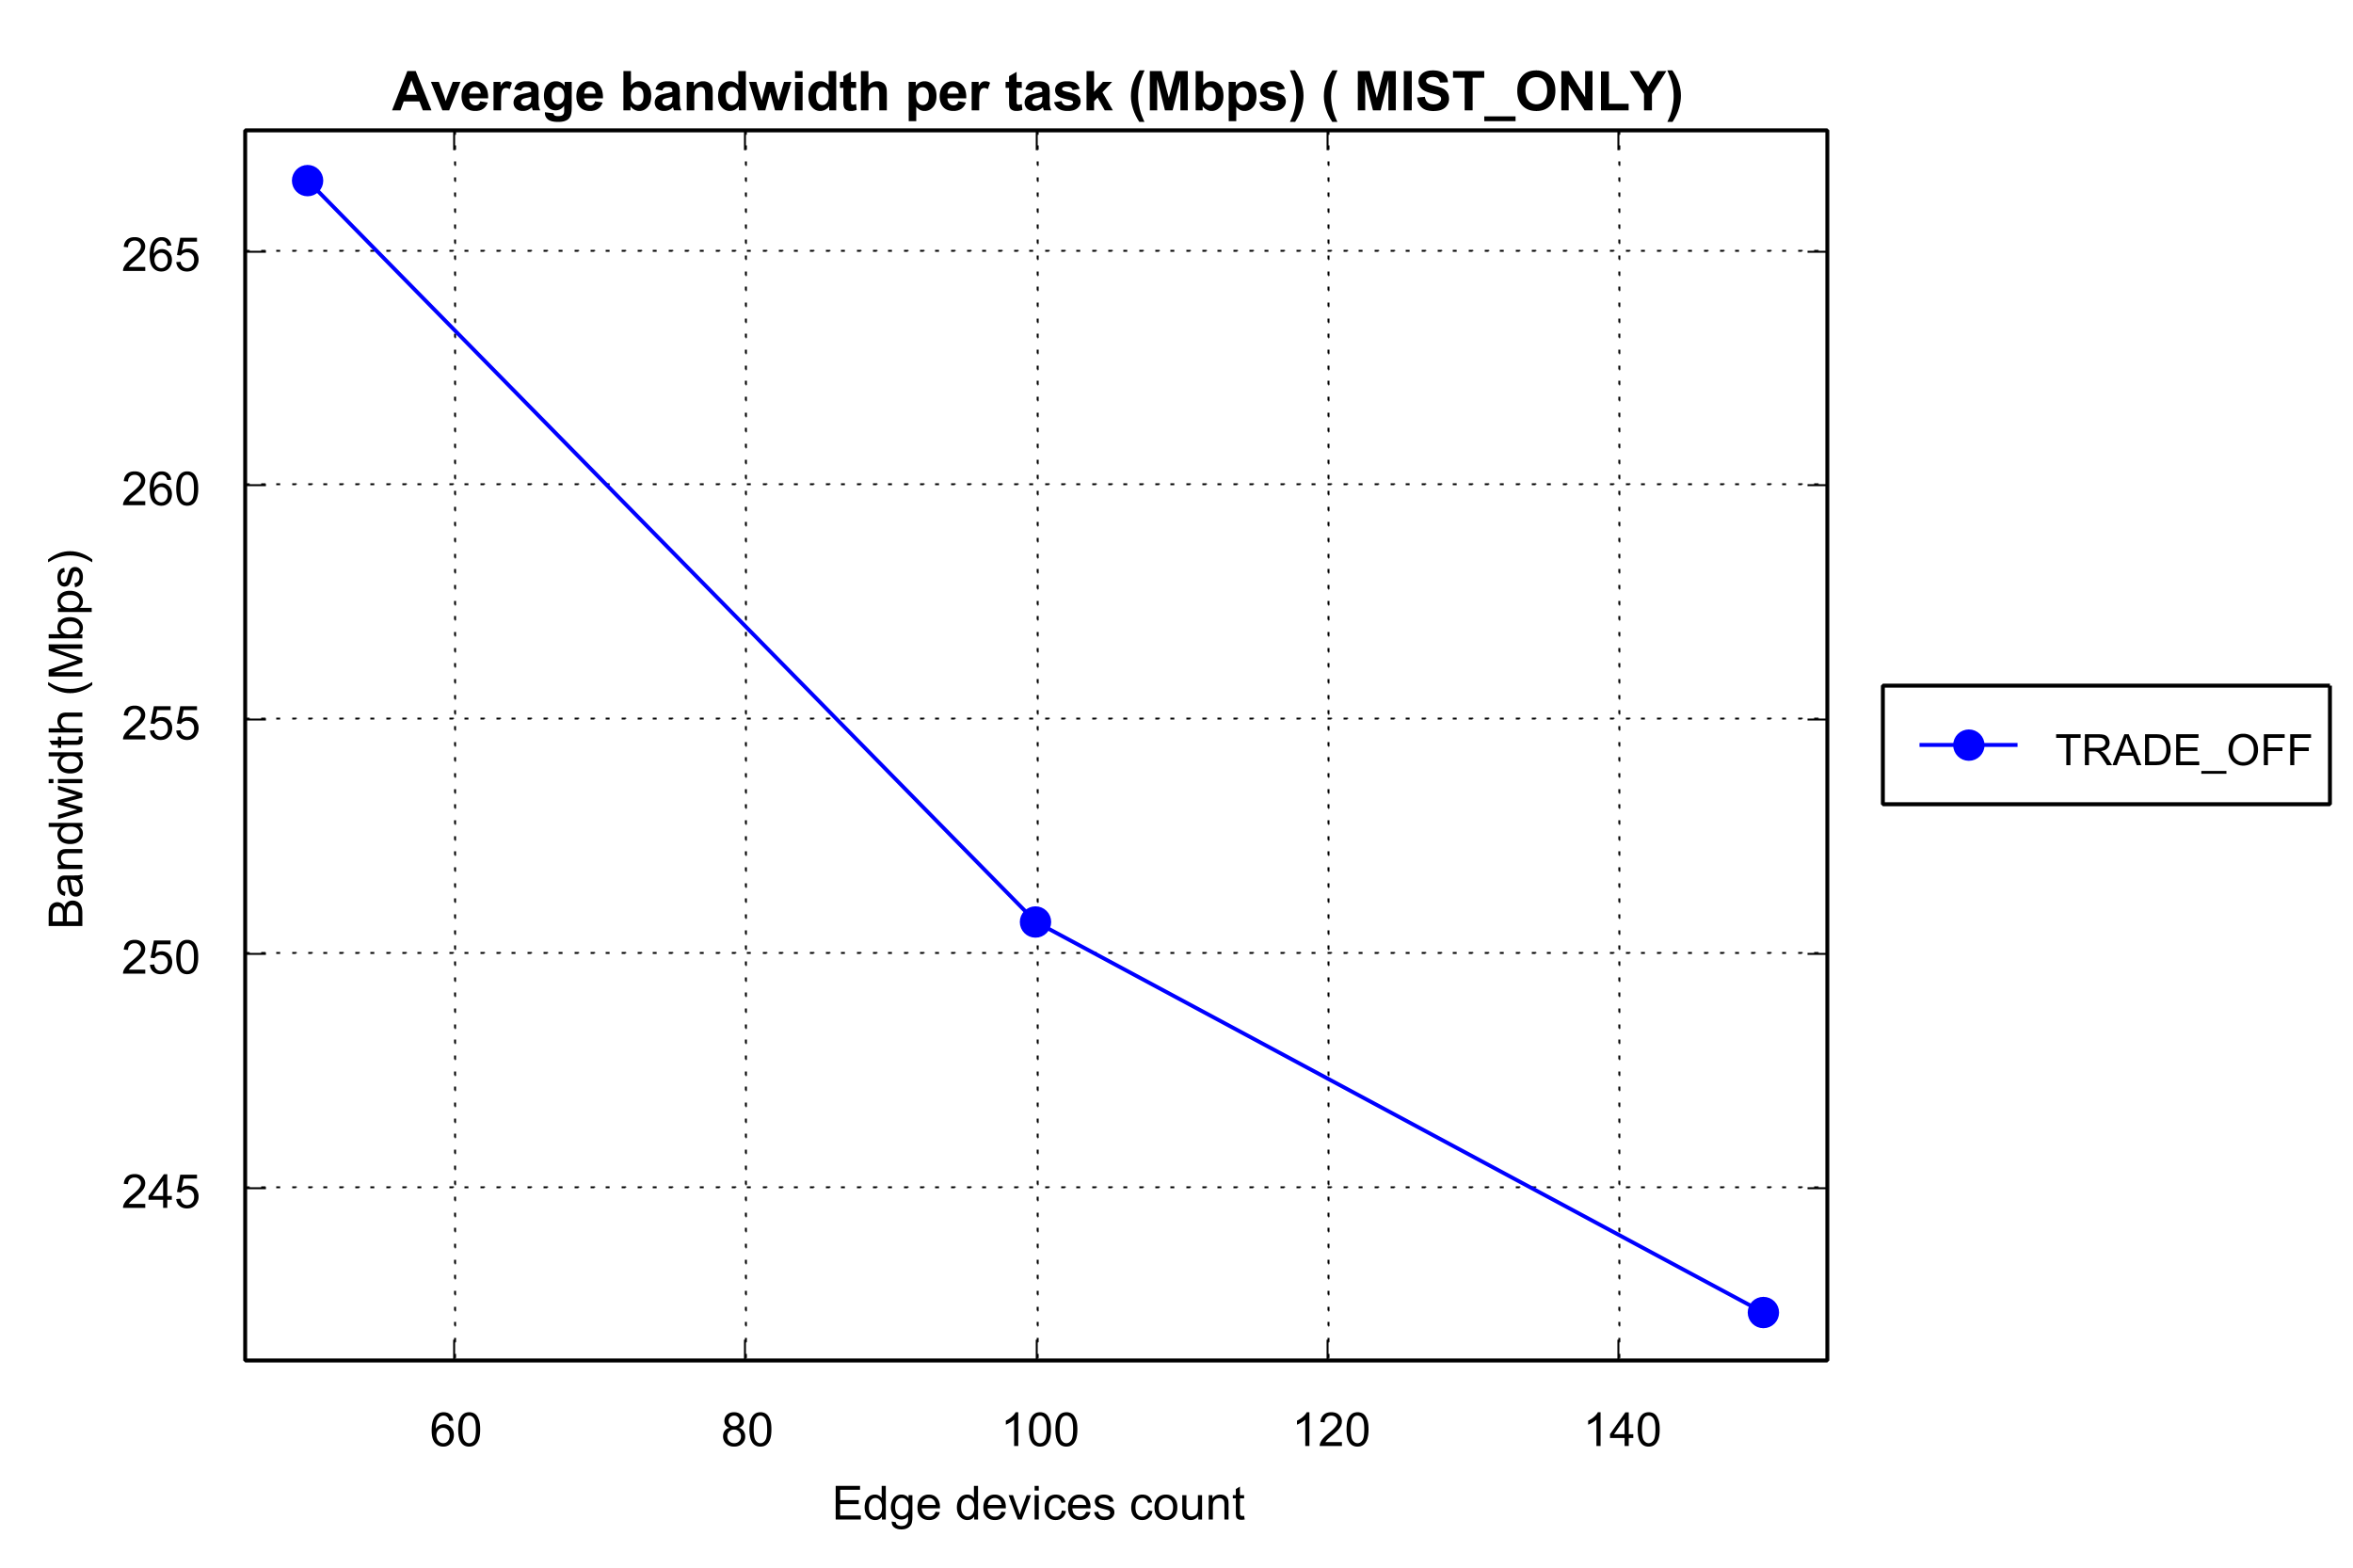 Average bandwidth per task (Mbps) ( MIST_ONLY)
265
260
255
250
245
Bandwidth (Mbps)
TRADE_OFF
60 80 100 120 140
Edge devices count